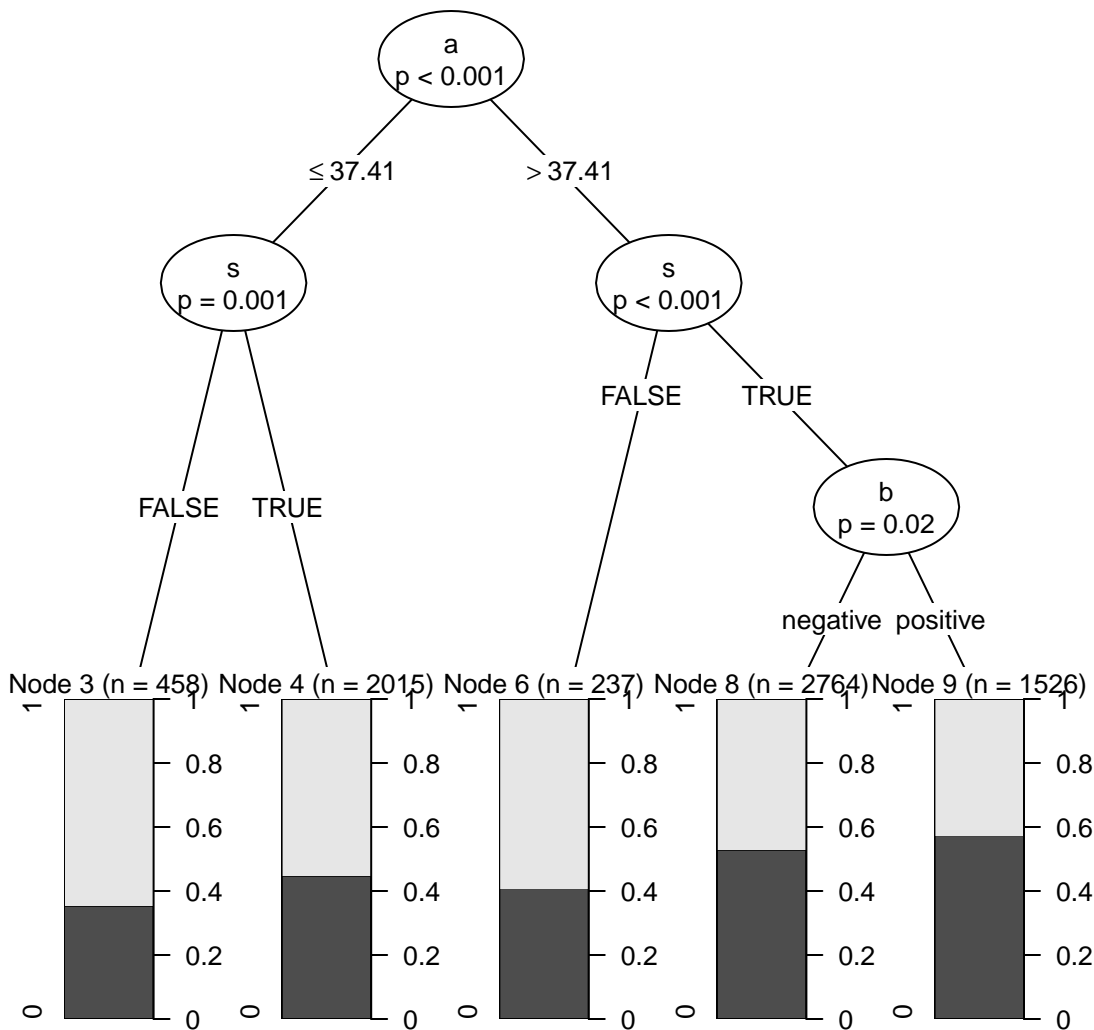 a
p < 0.001
≤ 37.41
> 37.41
s
p = 0.001
s
p < 0.001
FALSE
TRUE
FALSE
TRUE
b
p = 0.02
negative
positive
Node 3 (n = 458)
1
0
0
0.2
0.4
0.6
0.8
1
Node 4 (n = 2015)
1
0
0
0.2
0.4
0.6
0.8
1
Node 6 (n = 237)
1
0
0
0.2
0.4
0.6
0.8
1
Node 8 (n = 2764)
1
0
0
0.2
0.4
0.6
0.8
1
Node 9 (n = 1526)
1
0
0
0.2
0.4
0.6
0.8
1